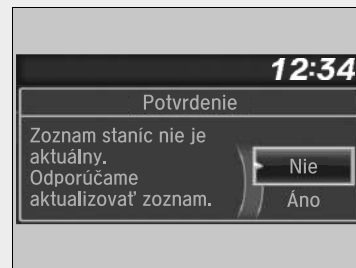 12:34
Potvrdenie
Zoznam staníc nie je
aktuálny.
Odporúčame
aktualizovať zoznam.
Nie
Áno